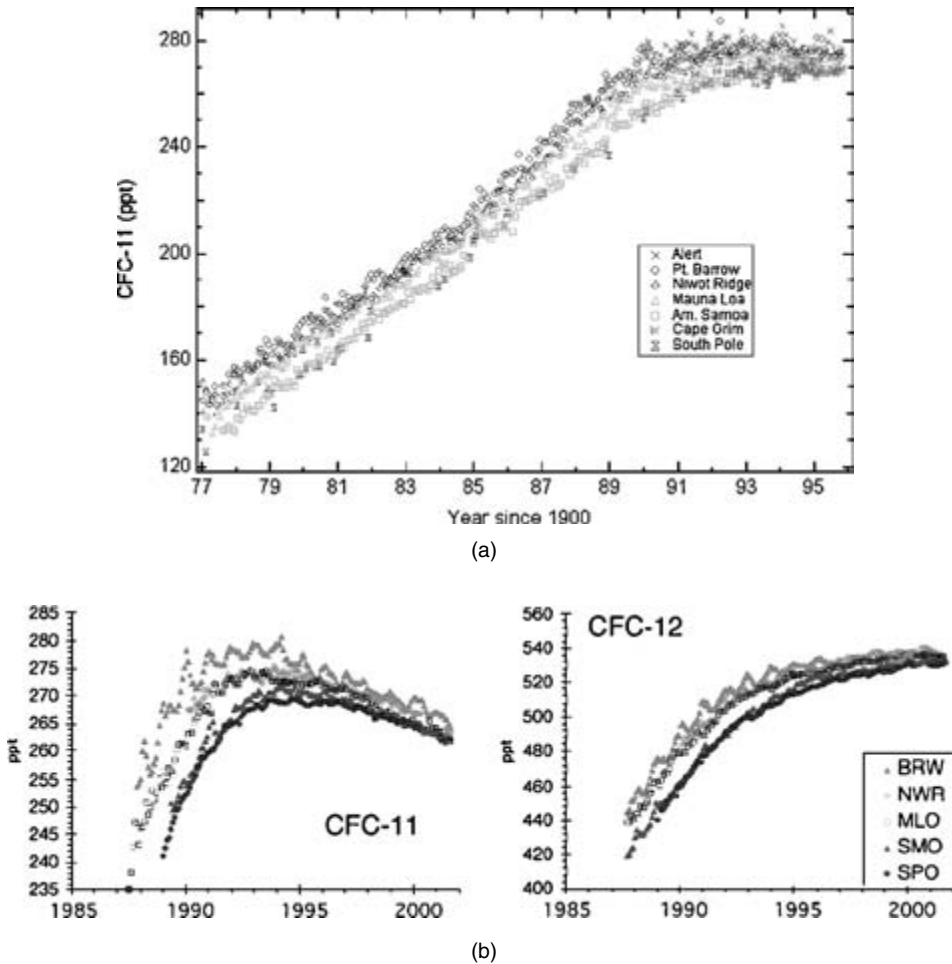 280
240
200
160
120
CFC-11 (ppt)
× Alert
◇ Pt. Barrow
◇ Niwot Ridge
△ Mauna Loa
□ Am. Samoa
Cape Grim
South Pole
77 79 81 83 85 87 89 91 93 95
Year since 1900
(a)
285
280
275
270
265
260
255
250
245
240
235
ppt
CFC-11
1985 1990 1995 2000
560
540
520
500
480
460
440
420
400
ppt
CFC-12
BRW
NWR
MLO
SMO
SPO
1985 1990 1995 2000
(b)